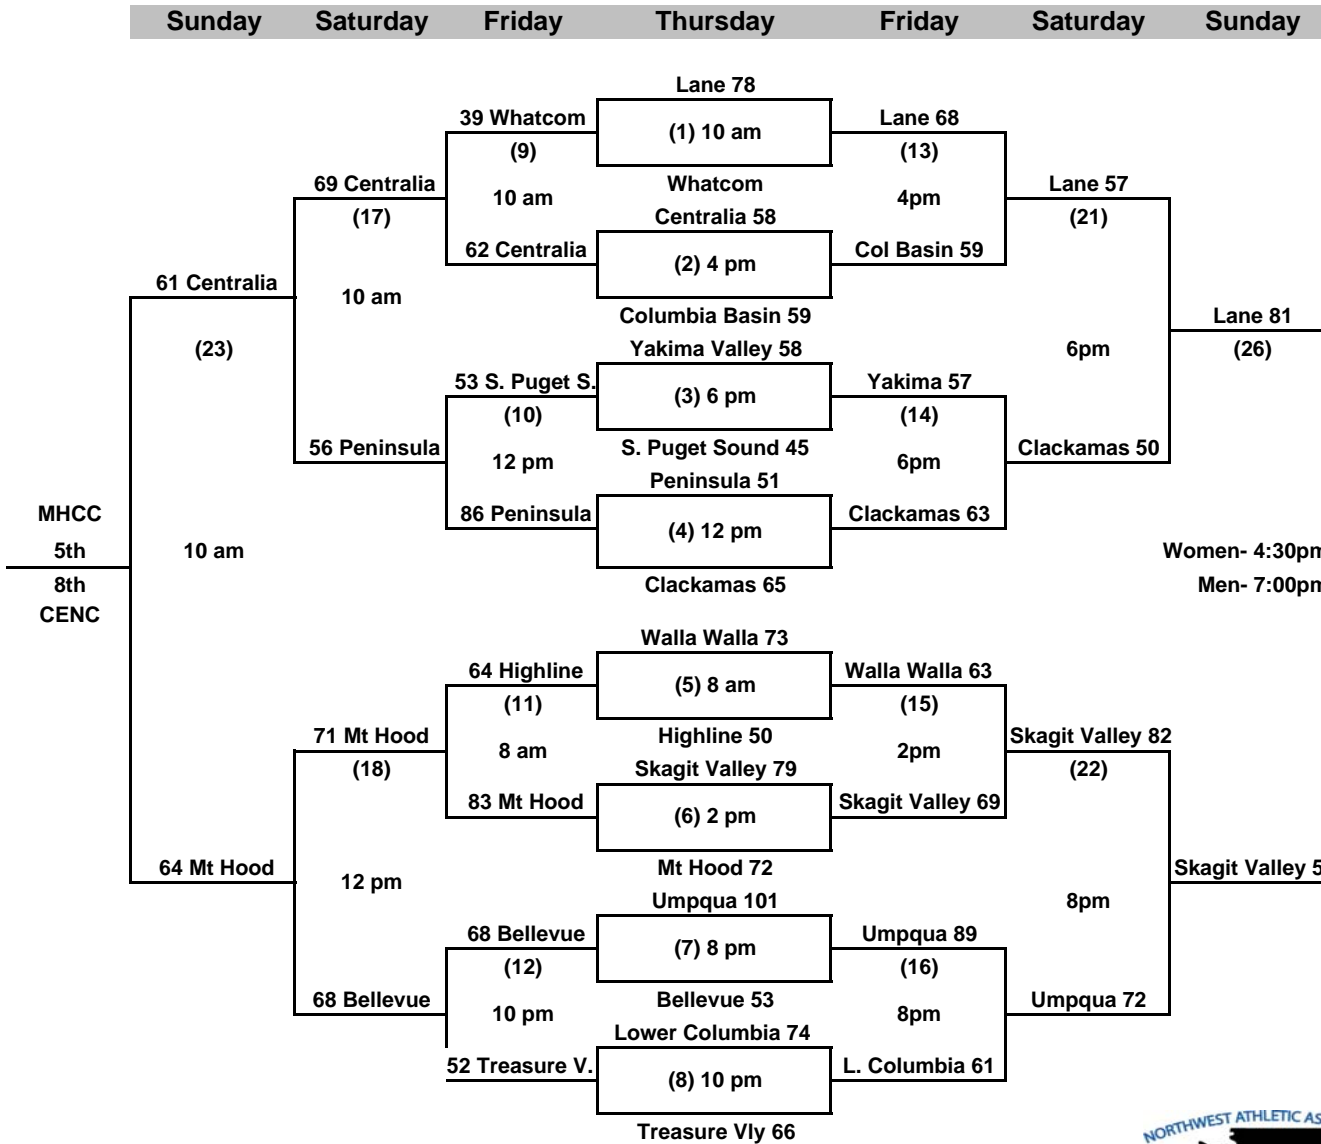 Sunday Saturday Friday Thursday Friday Saturday Sunday
Lane 78
39 Whatcom (1) 10 am Lane 68
(9) (13)
69 Centralia 10 am Whatcom 4pm Lane 57
(17) Centralia 58 (21)
62 Centralia (2) 4 pm Col Basin 59
61 Centralia 10 am
Columbia Basin 59 Lane 81
(23) Yakima Valley 58 6pm (26)
53 S. Puget S. (3) 6 pm Yakima 57
(10) (14)
56 Peninsula 12 pm S. Puget Sound 45 6pm Clackamas 50
Peninsula 51
MHCC 86 Peninsula (4) 12 pm Clackamas 63
5th 10 am Women- 4:30pm
8th Clackamas 65 Men- 7:00pm
CENC
Walla Walla 73
64 Highline (5) 8 am Walla Walla 63
(11) (15)
71 Mt Hood 8 am Highline 50 2pm Skagit Valley 82
(18) Skagit Valley 79 (22)
83 Mt Hood (6) 2 pm Skagit Valley 69
64 Mt Hood 12 pm Mt Hood 72 Skagit Valley 5
Umpqua 101 8pm
68 Bellevue (7) 8 pm Umpqua 89
(12) (16)
68 Bellevue 10 pm Bellevue 53 8pm Umpqua 72
Lower Columbia 74
52 Treasure V. (8) 10 pm L. Columbia 61
Treasure Vly 66
NORTHWEST ATHLETIC AS